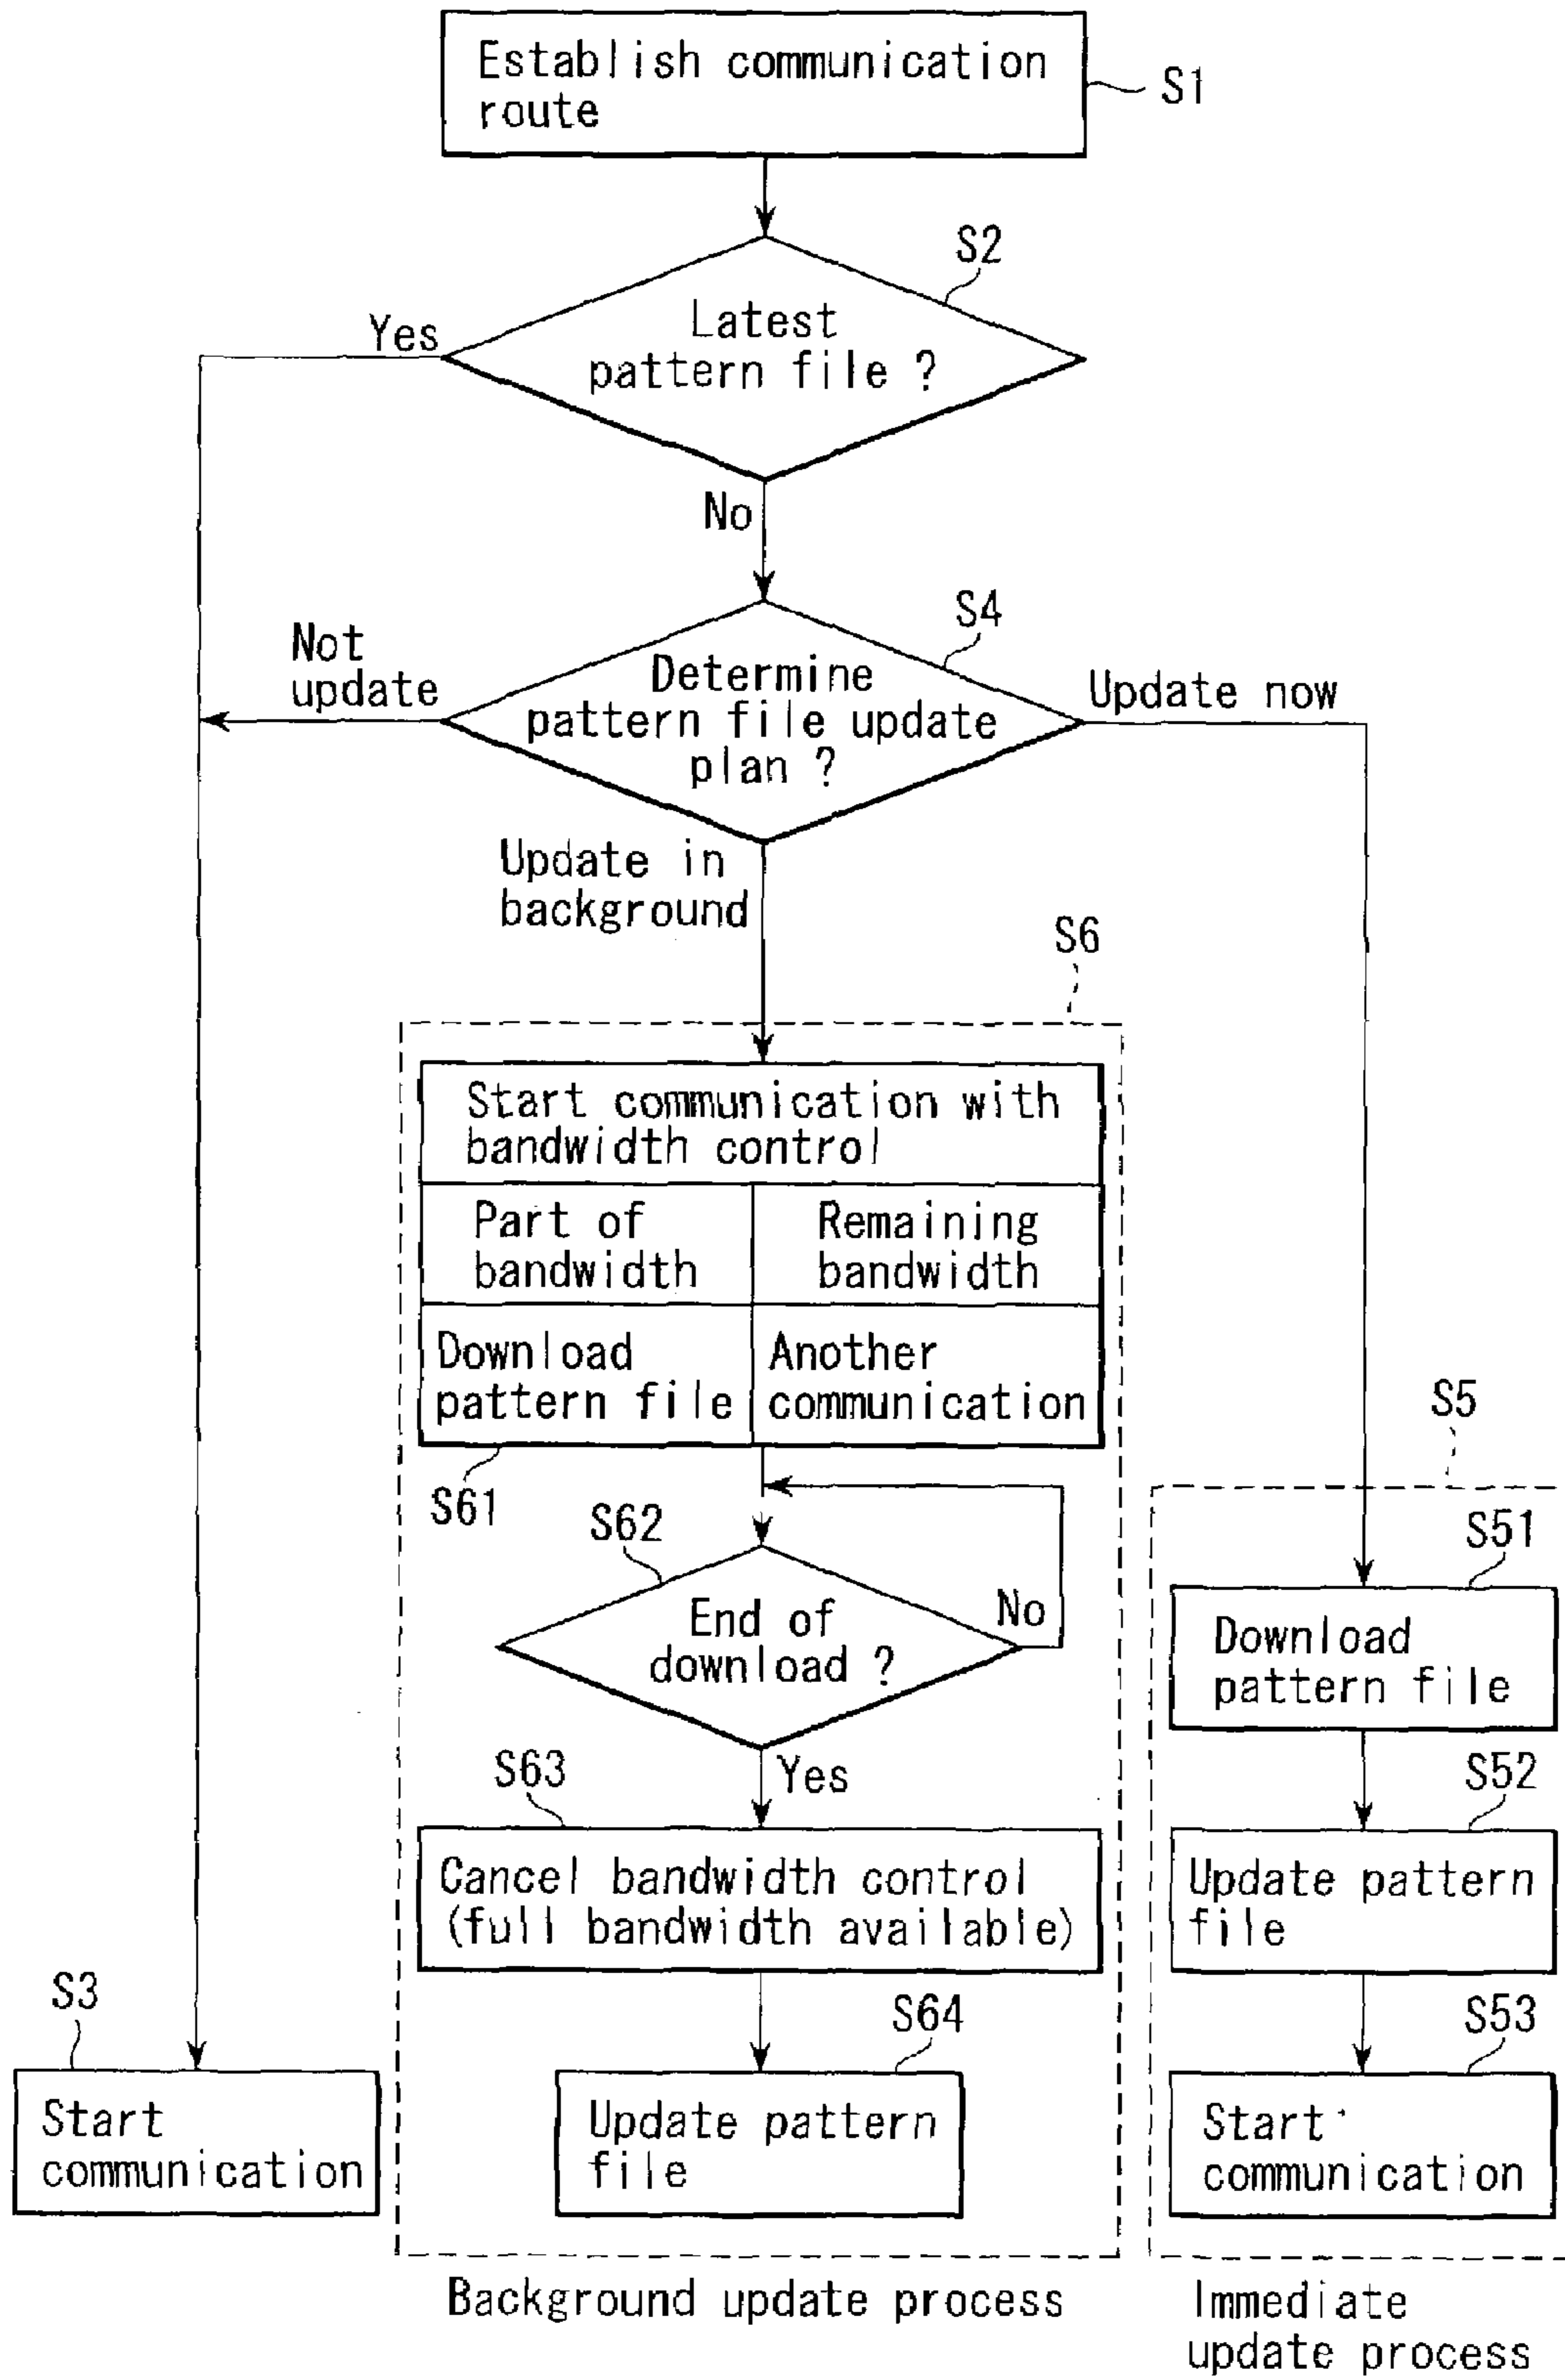 Establish communication
route
S1
S2
Latest
pattern file ?
Yes
No
S4
Not
update
Determine
pattern file update
plan ?
Update now
Update in
background
S6
Start communication with
bandwidth control
Part of
bandwidth
Remaining
bandwidth
Download
pattern file
Another
communication
S61
S62
End of
download ?
No
Yes
S63
Cancel bandwidth control
(full bandwidth available)
S64
Update pattern
file
S5
S51
Download
pattern file
S52
Update pattern
file
S53
Start
communication
S3
Start
communication
Background update process
Immediate
update process